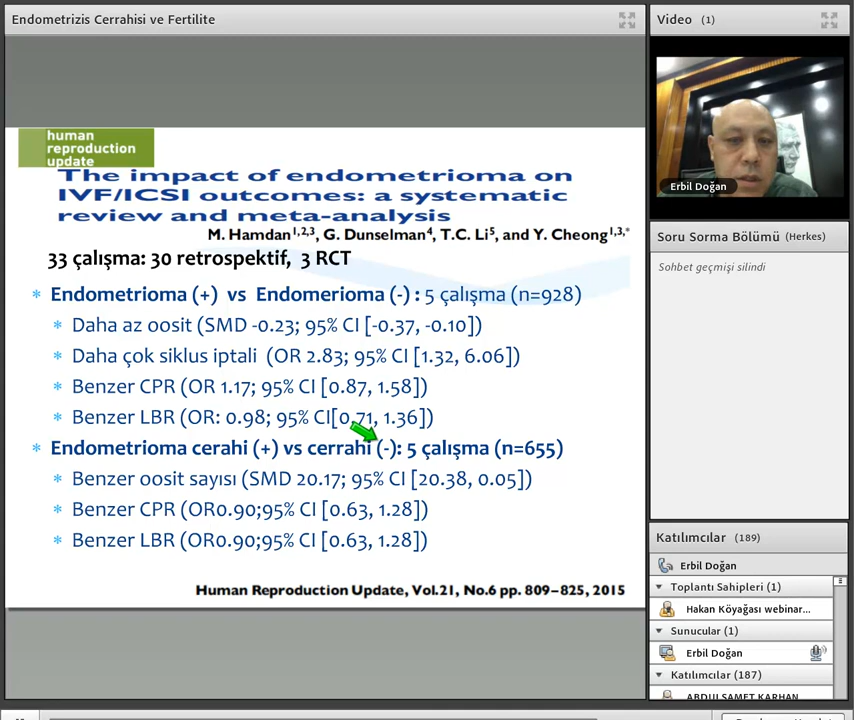 Endometrizis Cerrahisi ve Fertilite
human
reproduction
update
The impact of endometrioma on
IVF/ICSI outcomes: a systematic
review and meta-analysis
M. Hamdan1,2,3, G. Dunselman4, T.C. Li5, and Y. Cheong1,3,*
33 çalışma: 30 retrospektif, 3 RCT
* Endometrioma (+) vs Endomerioma (-) : 5 çalışma (n=928)
* Daha az oosit (SMD -0.23; 95% CI [-0.37, -0.10])
* Daha çok siklus iptali (OR 2.83; 95% CI [1.32, 6.06])
* Benzer CPR (OR 1.17; 95% CI [0.87, 1.58])
* Benzer LBR (OR: 0.98; 95% CI[0.71, 1.36])
* Endometrioma cerahi (+) vs cerrahi (-): 5 çalışma (n=655)
* Benzer oosit sayısı (SMD 20.17; 95% CI [20.38, 0.05])
* Benzer CPR (OR0.90;95% CI [0.63, 1.28])
* Benzer LBR (OR0.90;95% CI [0.63, 1.28])
Human Reproduction Update, Vol.21, No.6 pp. 809–825, 2015
Video (1)
Erbil Doğan
Soru Sorma Bölümü (Herkes)
Sohbet geçmişi silindi
Katılımcılar (189)
Erbil Doğan
Toplantı Sahipleri (1)
Hakan Köyağası webinar...
Sunucular (1)
Erbil Doğan
Katılımcılar (187)
ABDULSAMET KARHAN